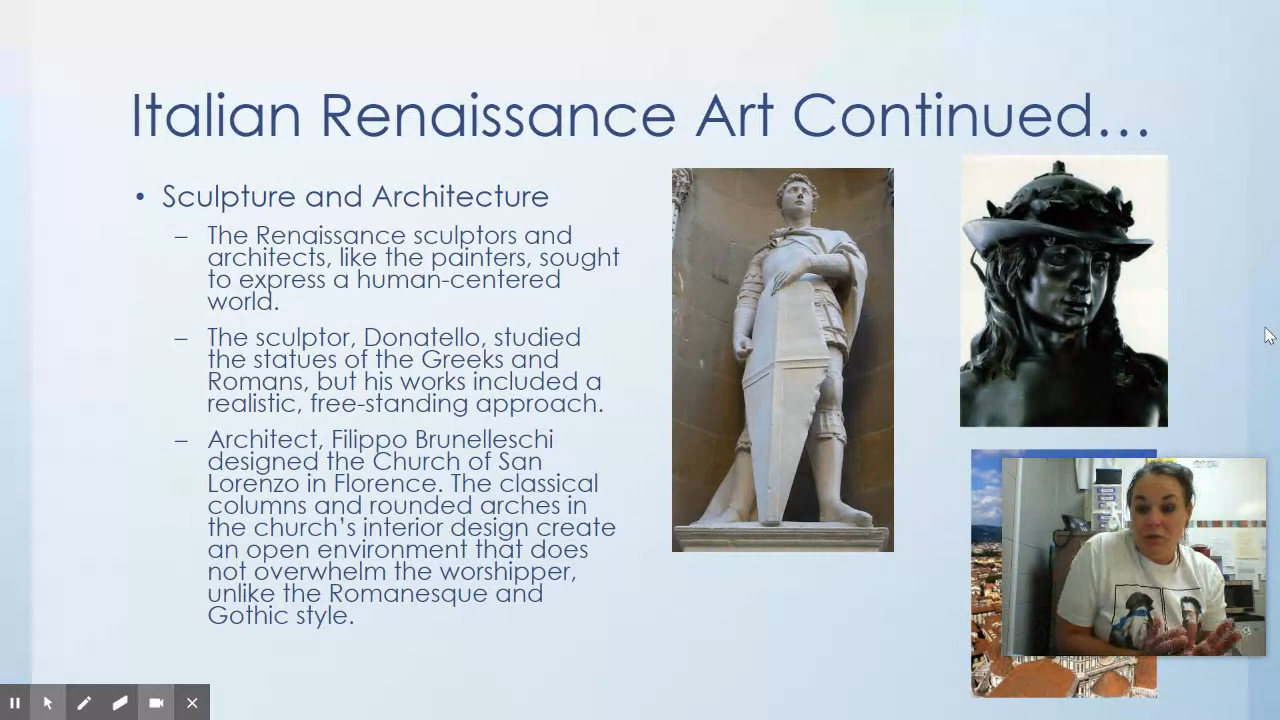 Italian Renaissance Art Continued…
• Sculpture and Architecture
– The Renaissance sculptors and
architects, like the painters, sought
to express a human-centered
world.
– The sculptor, Donatello, studied
the statues of the Greeks and
Romans, but his works included a
realistic, free-standing approach.
– Architect, Filippo Brunelleschi
designed the Church of San
Lorenzo in Florence. The classical
columns and rounded arches in
the church’s interior design create
an open environment that does
not overwhelm the worshipper,
unlike the Romanesque and
Gothic style.